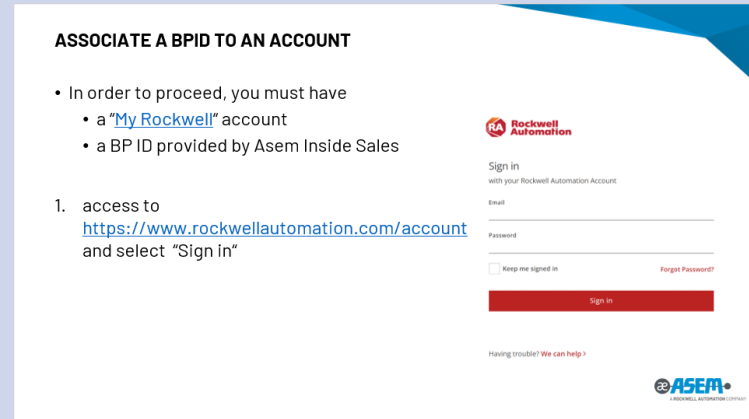 ASSOCIATE A BPID TO AN ACCOUNT
• In order to proceed, you must have
• a “My Rockwell“ account
• a BP ID provided by Asem Inside Sales
1. access to
https://www.rockwellautomation.com/account
and select “Sign in“
RA Rockwell
Automation
Sign in
with your Rockwell Automation Account
Email
Password
Keep me signed in
Forgot Password?
Sign in
Having trouble? We can help >
æ ASEM
A ROCKWELL AUTOMATION COMPANY